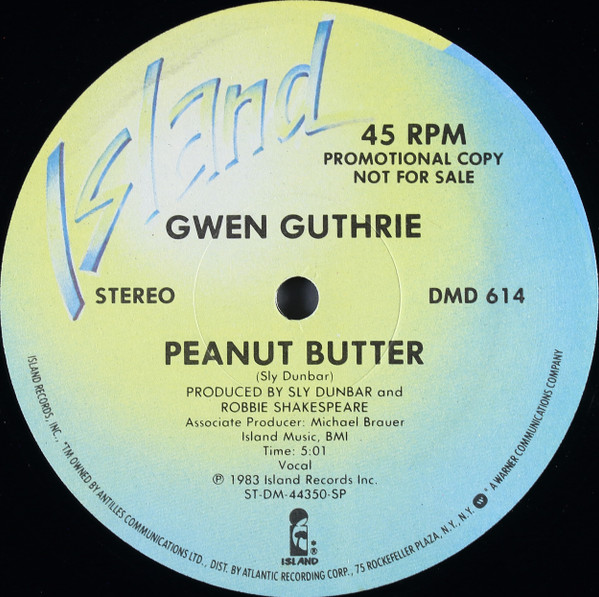 Island
45 RPM
PROMOTIONAL COPY
NOT FOR SALE
GWEN GUTHRIE
STEREO
DMD 614
PEANUT BUTTER
(Sly Dunbar)
PRODUCED BY SLY DUNBAR and
ROBBIE SHAKESPEARE
Associate Producer: Michael Brauer
Island Music, BMI
Time: 5:01
Vocal
℗ 1983 Island Records Inc.
ST-DM-44350-SP
ISLAND RECORDS, INC., *TM OWNED BY ANTILLES COMMUNICATIONS LTD., DIST. BY ATLANTIC RECORDING CORP., 75 ROCKEFELLER PLAZA, N.Y., N.Y. * A WARNER COMMUNICATIONS COMPANY
®
ISLAND